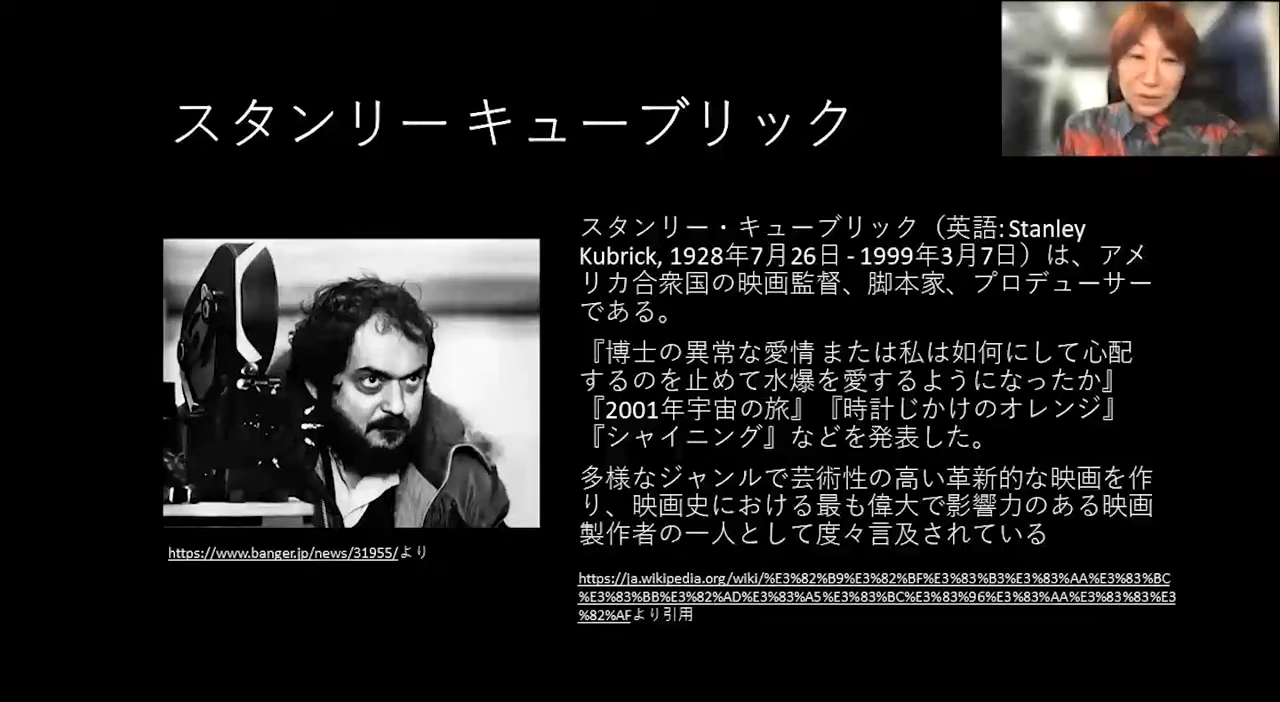 スタンリー キューブリック
スタンリー・キューブリック（英語: Stanley
Kubrick, 1928年7月26日 - 1999年3月7日）は、アメ
リカ合衆国の映画監督、脚本家、プロデューサー
である。
『博士の異常な愛情 または私は如何にして心配
するのを止めて水爆を愛するようになったか』
『2001年宇宙の旅』『時計じかけのオレンジ』
『シャイニング』などを発表した。
多様なジャンルで芸術性の高い革新的な映画を作
り、映画史における最も偉大で影響力のある映画
製作者の一人として度々言及されている
https://www.banger.jp/news/31955/より
https://ja.wikipedia.org/wiki/%E3%82%B9%E3%82%BF%E3%83%B3%E3%83%AA%E3%83%BC
%E3%83%BB%E3%82%AD%E3%83%A5%E3%83%BC%E3%83%96%E3%83%AA%E3%83%83%E3
%82%AFより引用